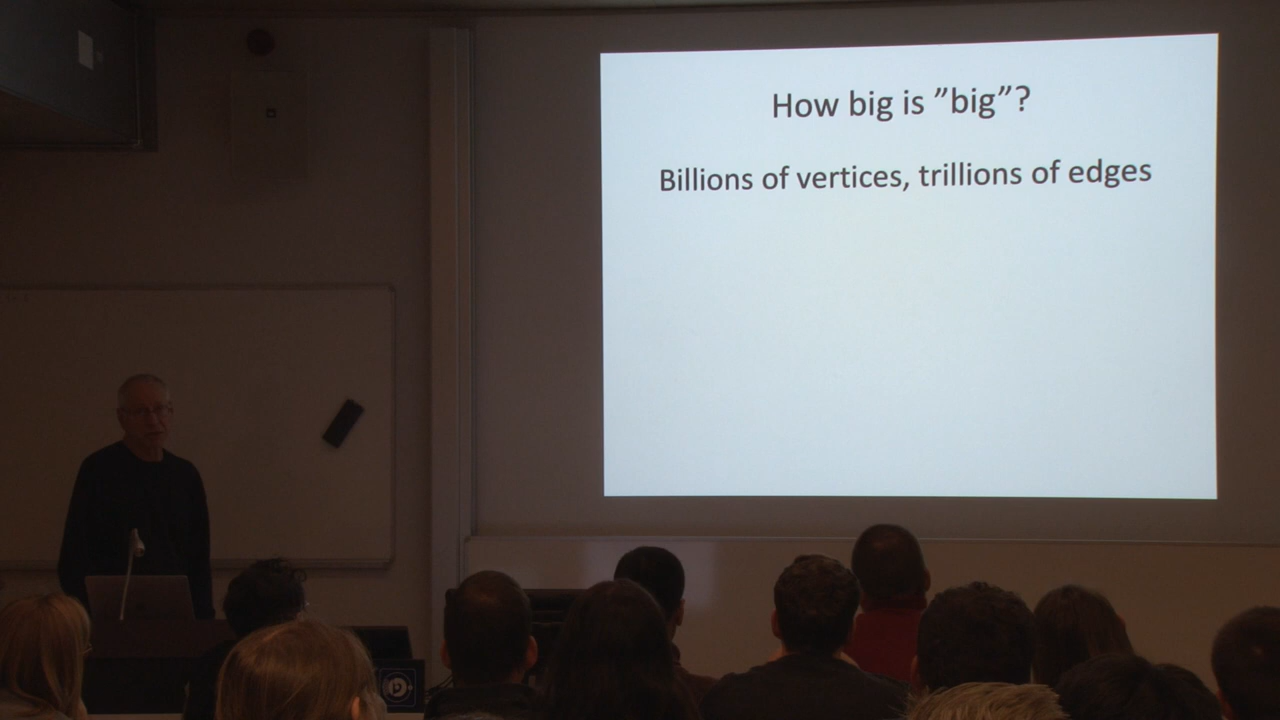 How big is ”big”?
Billions of vertices, trillions of edges